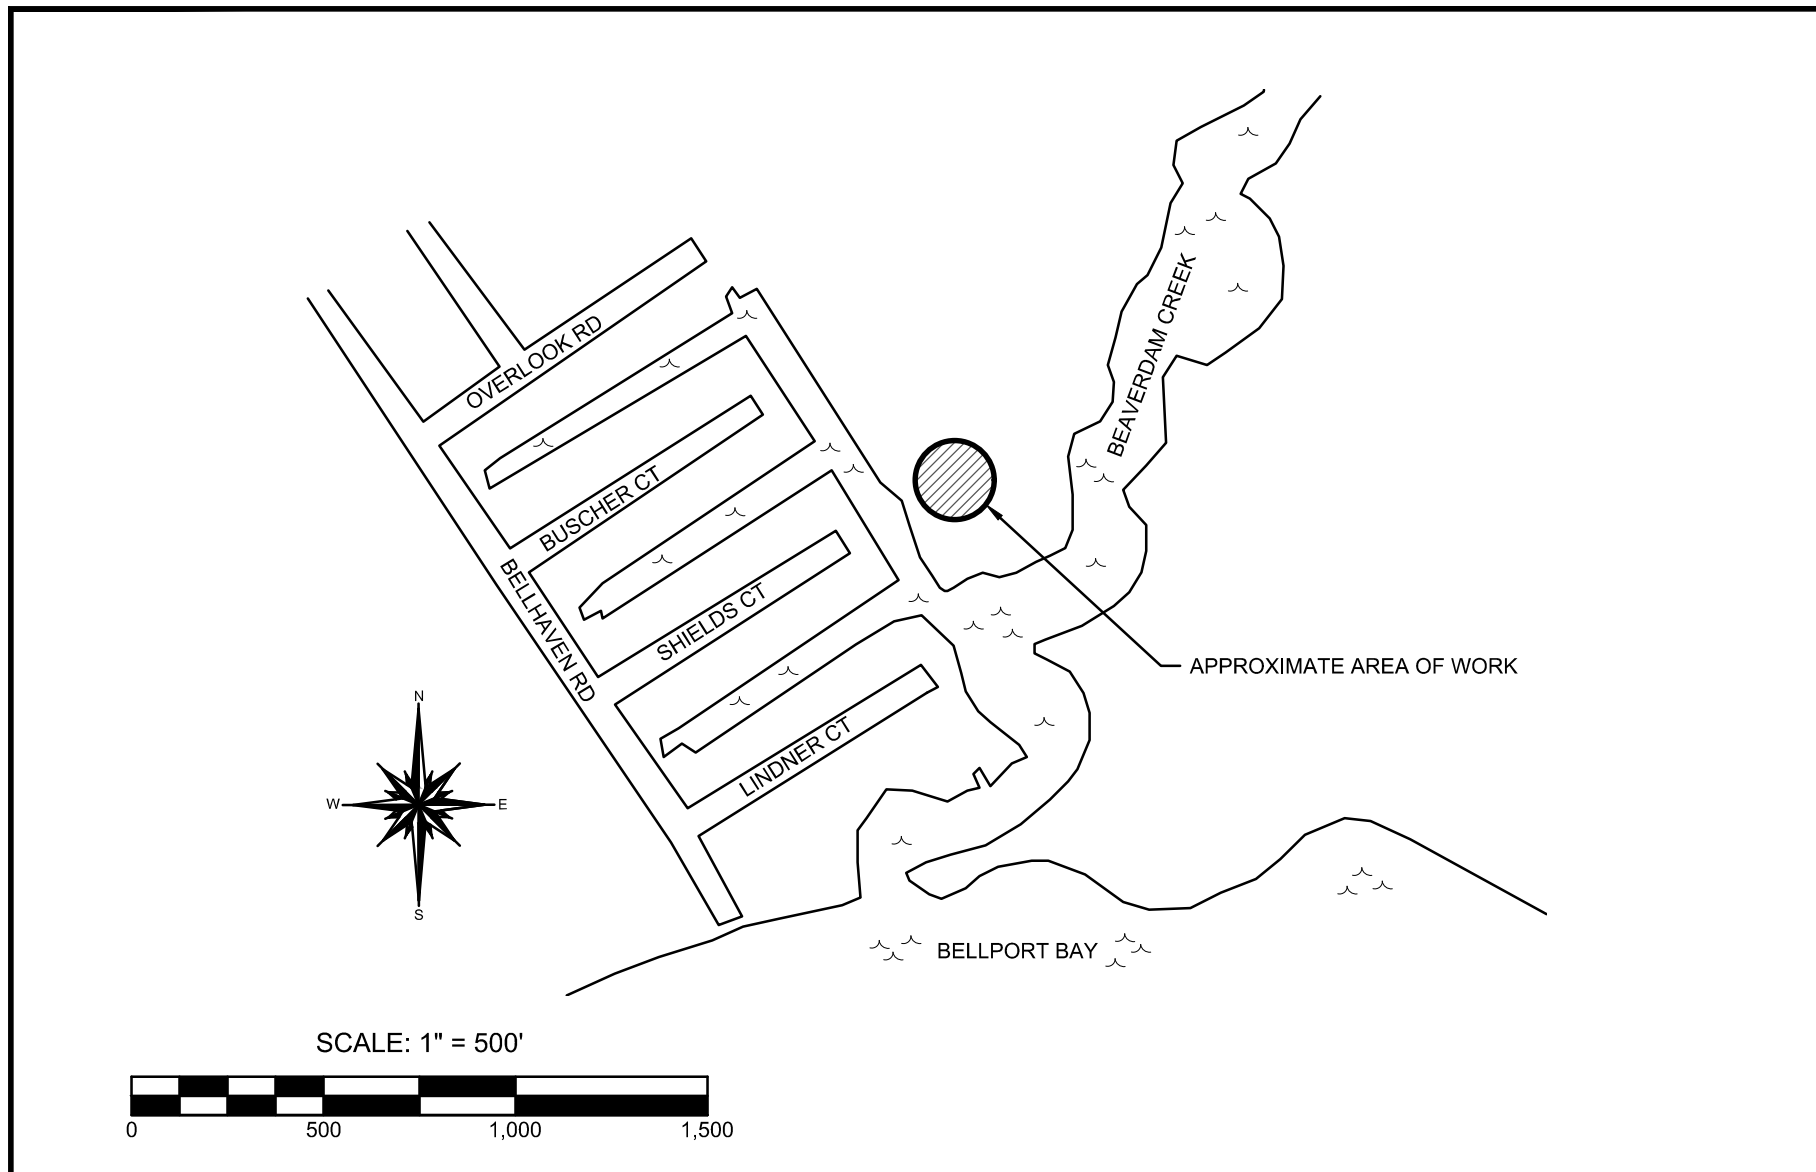 OVERLOOK RD
BEAVERDAM CREEK
BUSCHER CT
BELLHAVEN RD
SHIELDS CT
APPROXIMATE AREA OF WORK
LINDNER CT
N
W
E
S
BELLPORT BAY
SCALE: 1" = 500'
0 500 1,000 1,500